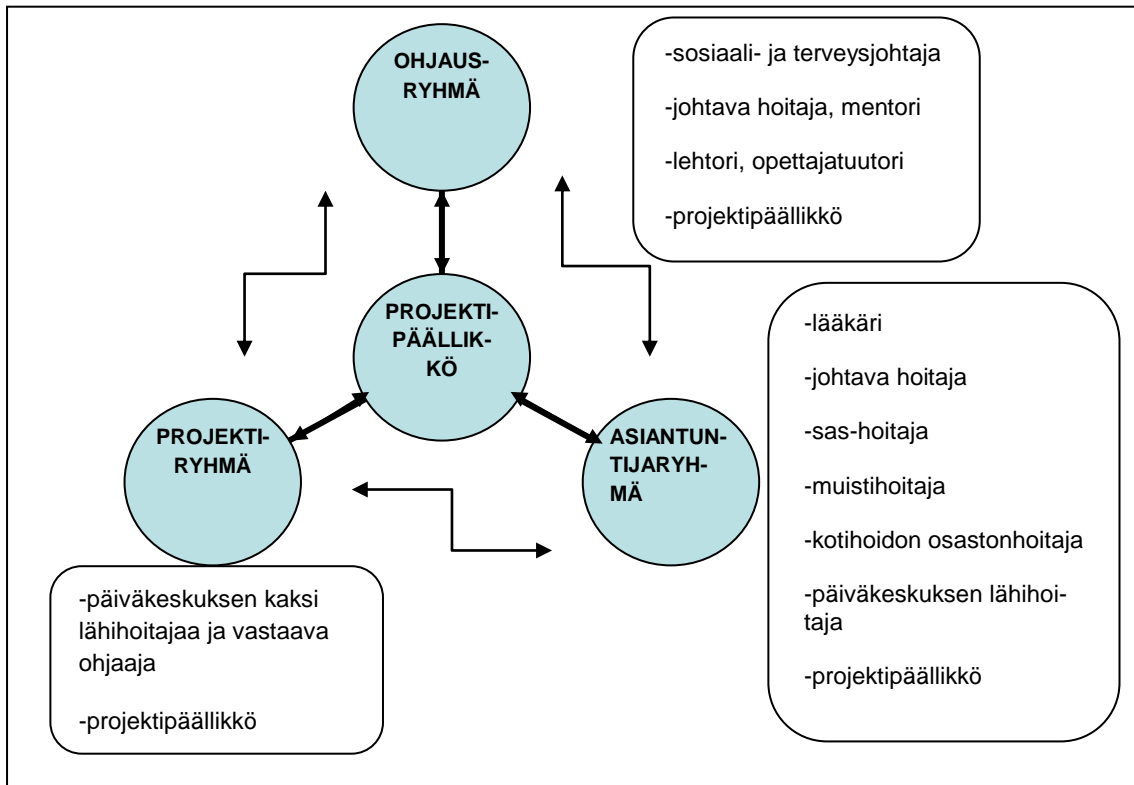 OHJAUS-
RYHMÄ
-sosiaali- ja terveysjohtaja
-johtava hoitaja, mentori
-lehtori, opettajatuutori
-projektipäällikkö
PROJEKTI-
PÄÄLLIK-
KÖ
PROJEKTI-
RYHMÄ
ASIANTUN-
TIJARYH-
MÄ
-lääkäri
-johtava hoitaja
-sas-hoitaja
-muistihoitaja
-kotihoidon osastonhoitaja
-päiväkeskuksen lähihoi-
taja
-projektipäällikkö
-päiväkeskuksen kaksi
lähihoitajaa ja vastaava
ohjaaja
-projektipäällikkö